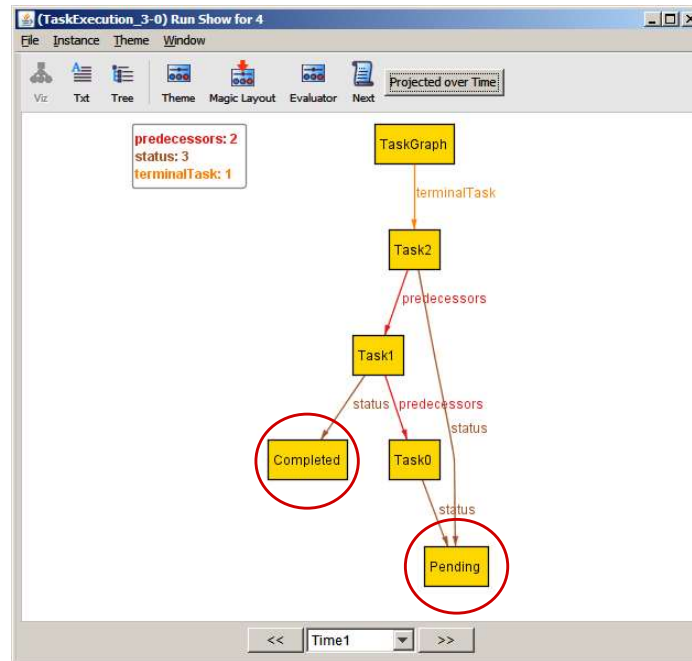 (TaskExecution_3-0) Run Show for 4
File Instance Theme Window
Viz Txt Tree Theme Magic Layout Evaluator Next Projected over Time
predecessors: 2
status: 3
terminalTask: 1
TaskGraph
terminalTask
Task2
predecessors
Task1
status predecessors
status
Completed Task0
status
Pending
<< Time1 >>